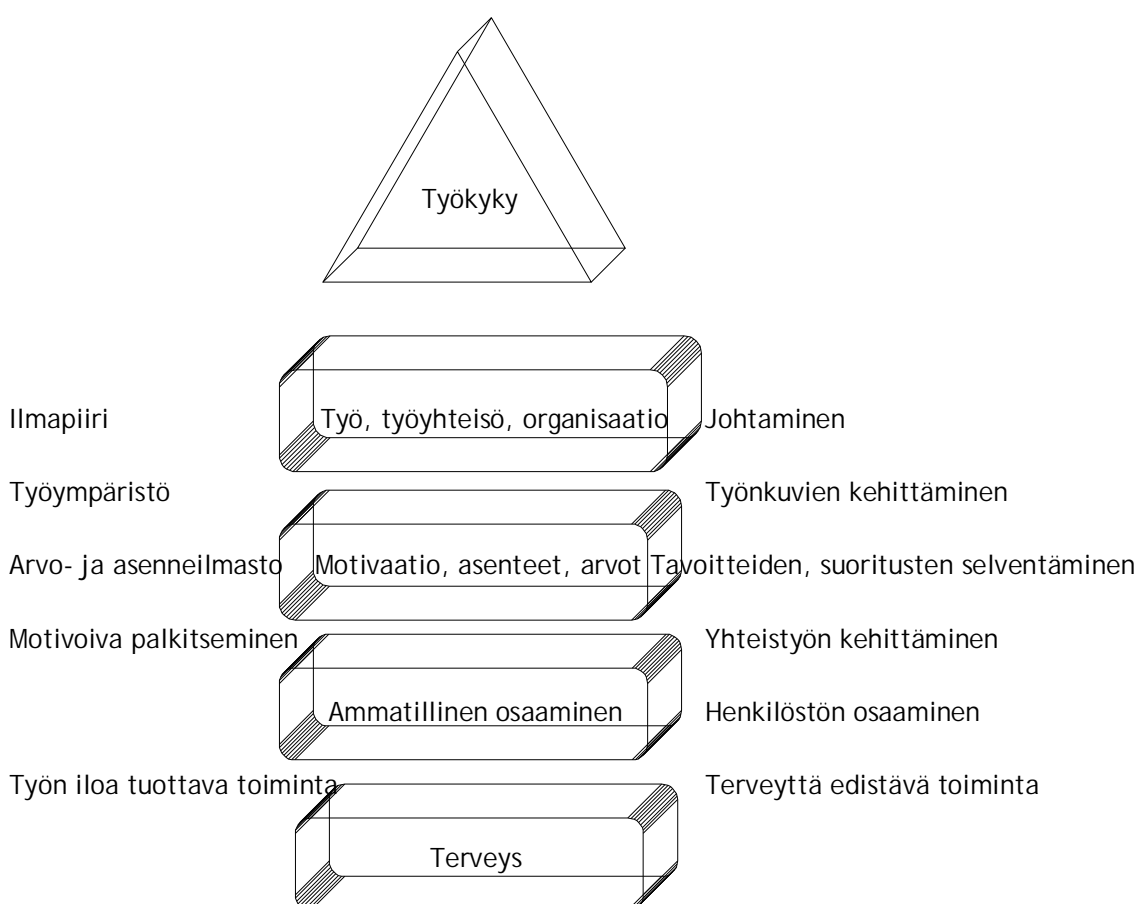 Työkyky
Ilmapiiri Työ, työyhteisö, organisaatio Johtaminen
Työympäristö Työnkuvien kehittäminen
Arvo- ja asenneilmasto Motivaatio, asenteet, arvot Tavoitteiden, suoritusten selventäminen
Motivoiva palkitseminen Yhteistyön kehittäminen
Ammatillinen osaaminen Henkilöstön osaaminen
Työn iloa tuottava toiminta Terveyttä edistävä toiminta
Terveys